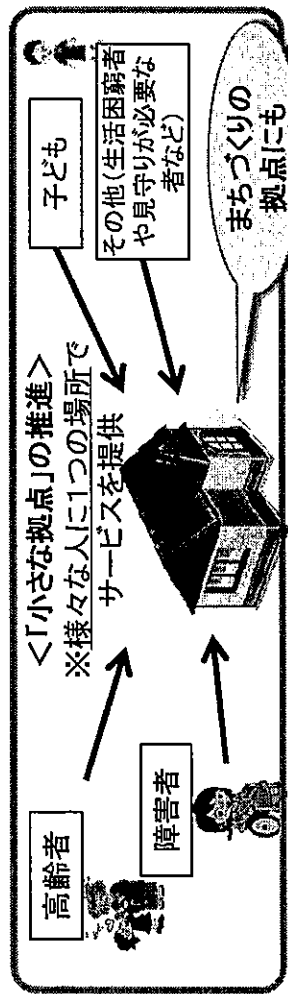 <「小さな拠点」の推進>
※様々な人に1つの場所で
サービスを提供
高齢者
障害者
子ども
その他(生活困窮者
や見守りが必要な
者など)
まちづくりの
拠点にも